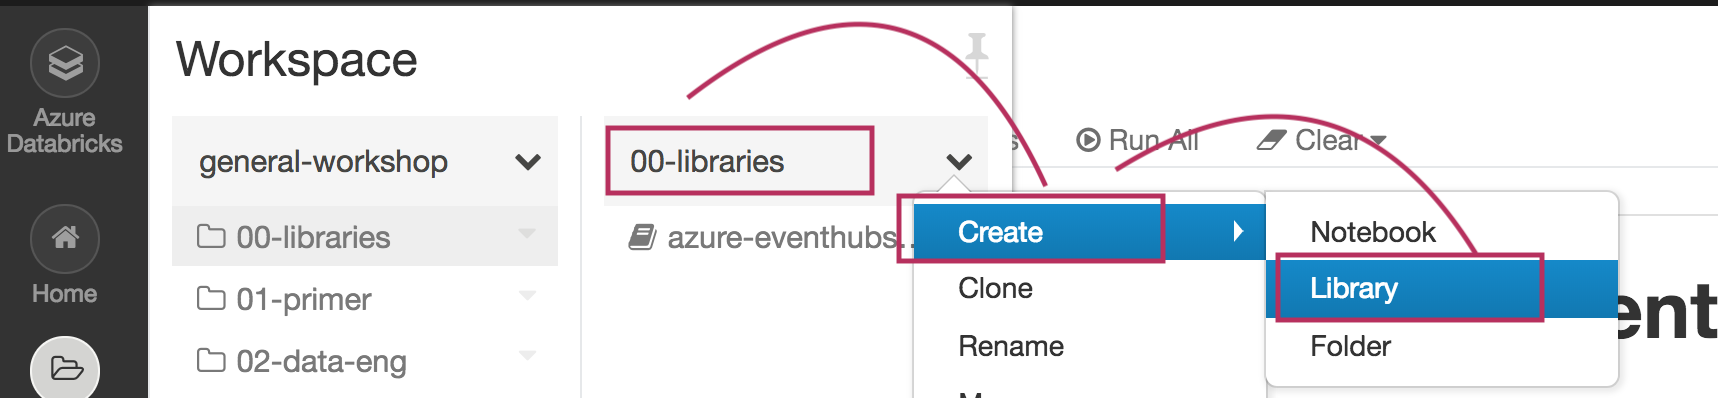 Azure
Databricks
Home
Workspace
general-workshop
00-libraries
01-primer
02-data-eng
00-libraries
azure-eventhubs...
Run All
Clear
Create
Clone
Rename
Notebook
Library
Folder